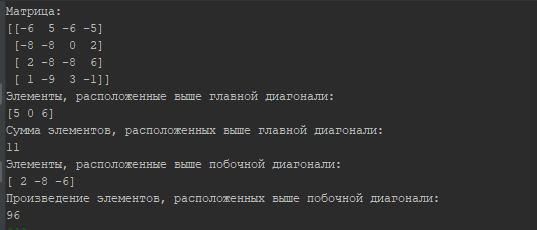 Матрица:
[[-6  5 -6 -5]
 [-8 -8  0  2]
 [ 2 -8 -8  6]
 [ 1 -9  3 -1]]
Элементы, расположенные выше главной диагонали:
[5 0 6]
Сумма элементов, расположенных выше главной диагонали:
11
Элементы, расположенные выше побочной диагонали:
[ 2 -8 -6]
Произведение элементов, расположенных выше побочной диагонали:
96